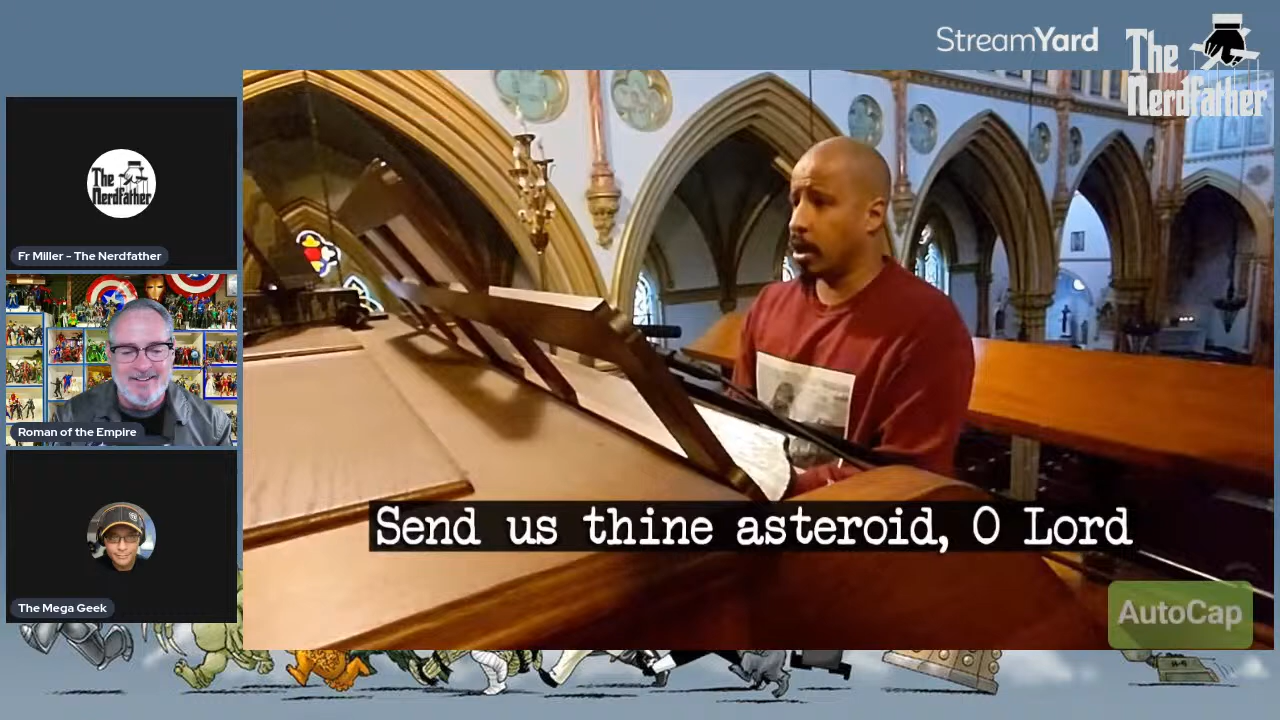 StreamYard
The
Nerdfather
The
Nerdfather
Fr Miller - The Nerdfather
Roman of the Empire
The Mega Geek
Send us thine asteroid, O Lord
AutoCap